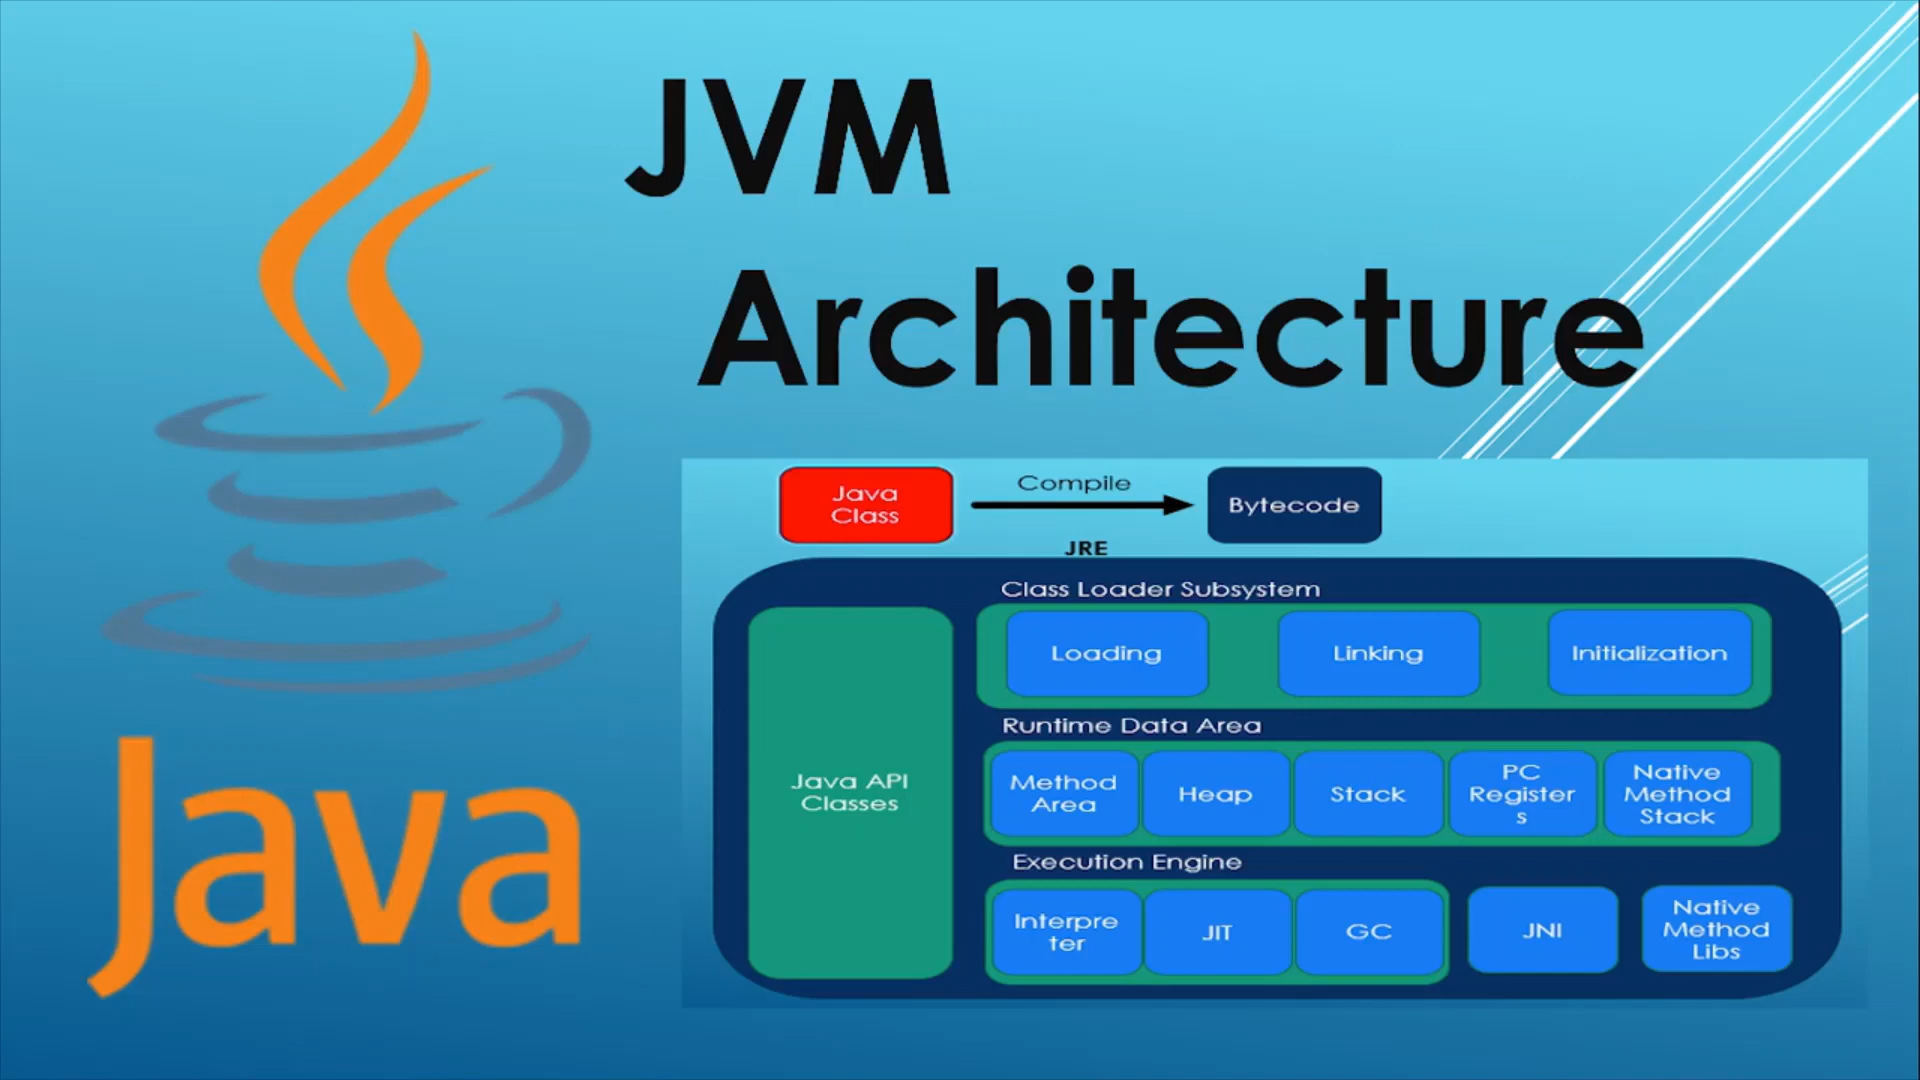 JVM
Architecture
Java
Java
Class
Compile
Bytecode
JRE
Class Loader Subsystem
Loading
Linking
Initialization
Java API
Classes
Runtime Data Area
Method
Area
Heap
Stack
PC
Register
s
Native
Method
Stack
Execution Engine
Interpre
ter
JIT
GC
JNI
Native
Method
Libs